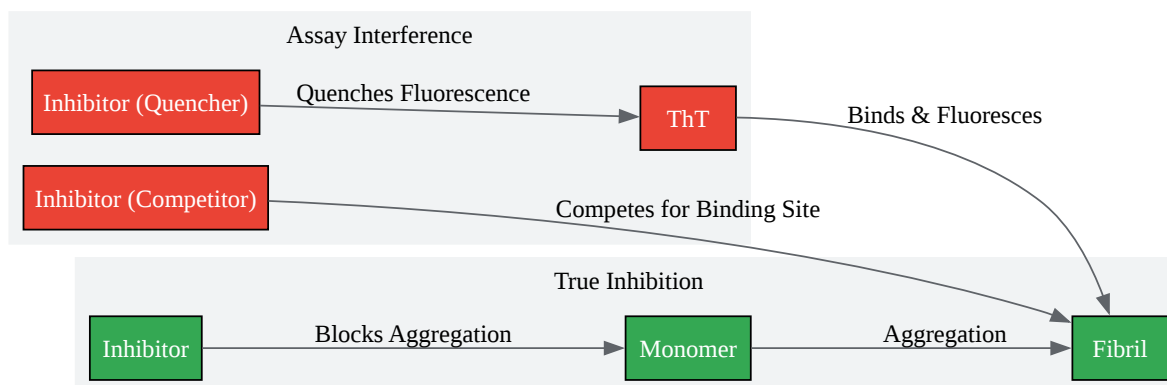 Assay Interference
Inhibitor (Quencher)
Quenches Fluorescence
ThT
Binds & Fluoresces
Inhibitor (Competitor)
Competes for Binding Site
True Inhibition
Inhibitor
Blocks Aggregation
Monomer
Aggregation
Fibril